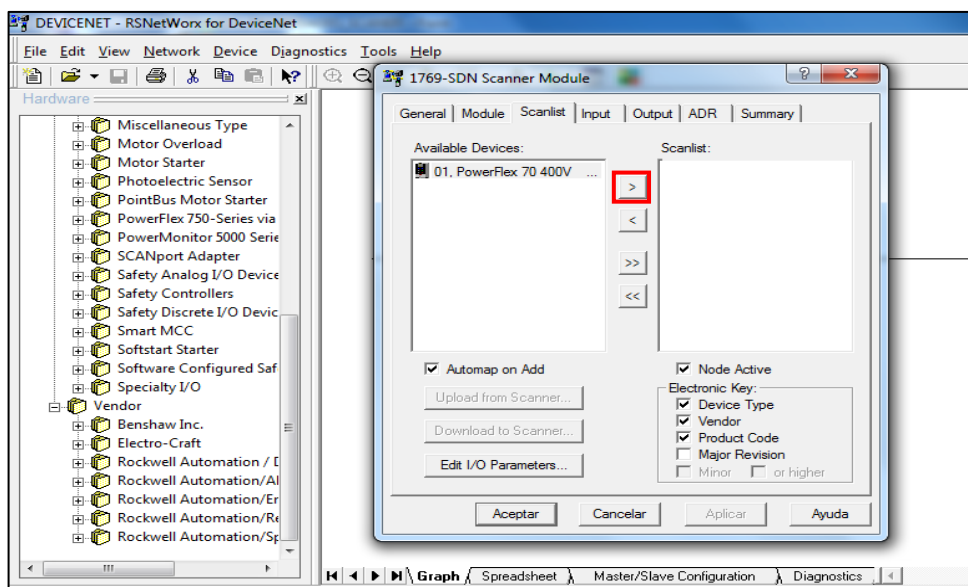 DEVICENET - RSNetWorx for DeviceNet
File Edit View Network Device Diagnostics Tools Help
Hardware
Miscellaneous Type
Motor Overload
Motor Starter
Photoelectric Sensor
PointBus Motor Starter
PowerFlex 750-Series via
PowerMonitor 5000 Serie
SCANport Adapter
Safety Analog I/O Device
Safety Controllers
Safety Discrete I/O Devic
Smart MCC
Softstart Starter
Software Configured Saf
Specialty I/O
Vendor
Benshaw Inc.
Electro-Craft
Rockwell Automation / D
Rockwell Automation/Al
Rockwell Automation/Er
Rockwell Automation/Re
Rockwell Automation/Sp
1769-SDN Scanner Module
General Module Scanlist Input Output ADR Summary
Available Devices:
Scanlist:
01, PowerFlex 70 400V ...
>
<
>>
<<
Automap on Add
Upload from Scanner...
Download to Scanner...
Edit I/O Parameters...
Node Active
Electronic Key:
Device Type
Vendor
Product Code
Major Revision
Minor or higher
Aceptar Cancelar Aplicar Ayuda
Graph Spreadsheet Master/Slave Configuration Diagnostics